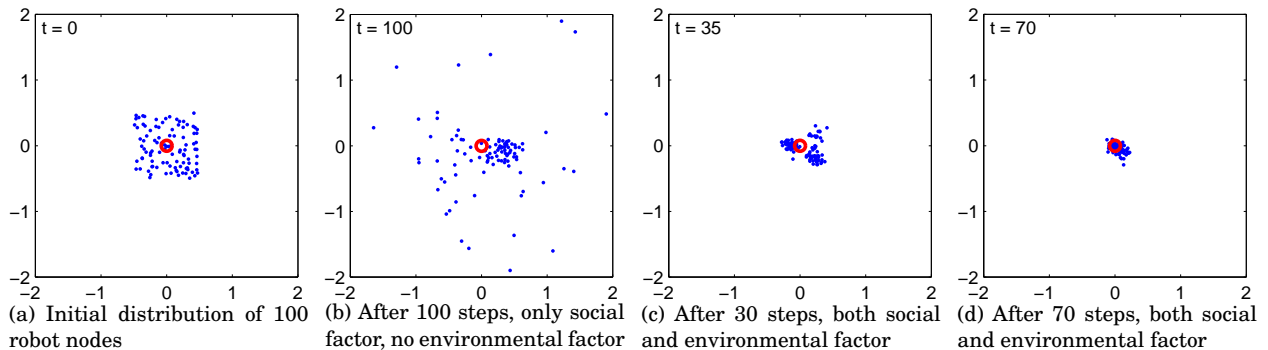 2
1
0
−1
−2
−2 −1 0 1 2
t = 0
(a) Initial distribution of 100
robot nodes
2
1
0
−1
−2
−2 −1 0 1 2
t = 100
(b) After 100 steps, only social
factor, no environmental factor
2
1
0
−1
−2
−2 −1 0 1 2
t = 35
(c) After 30 steps, both social
and environmental factor
2
1
0
−1
−2
−2 −1 0 1 2
t = 70
(d) After 70 steps, both social
and environmental factor